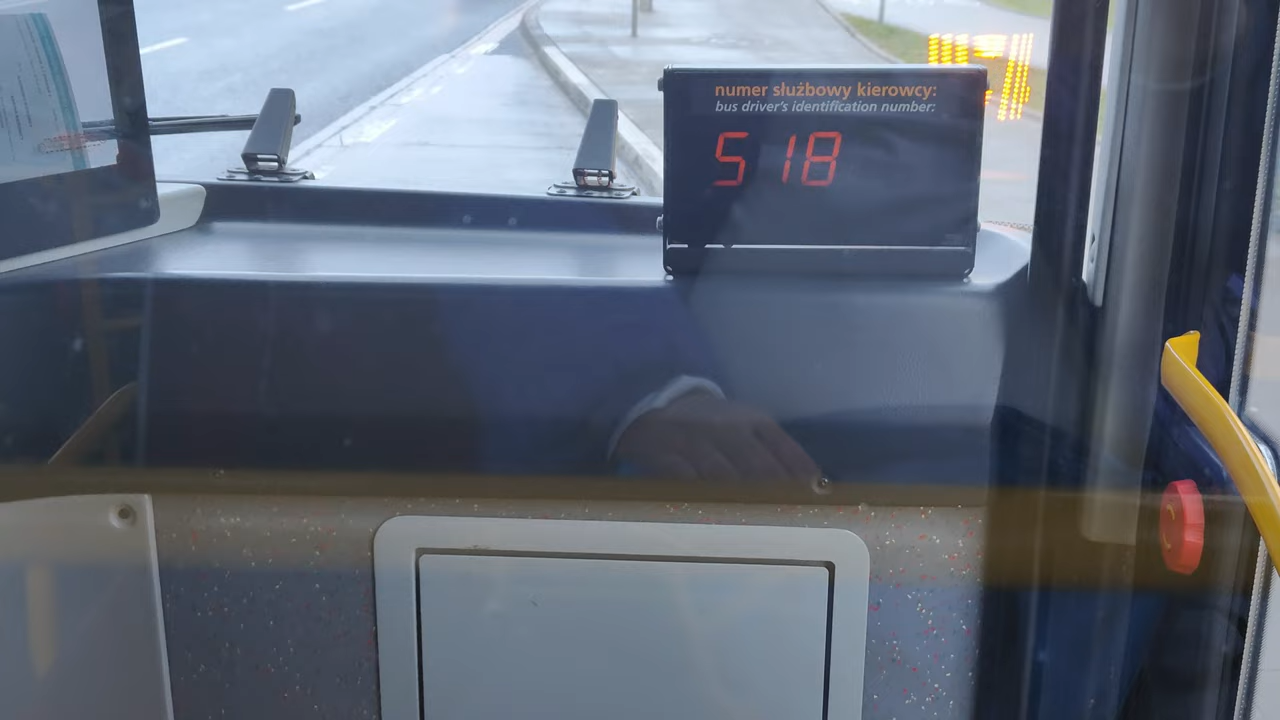 numer służbowy kierowcy:
bus driver's identification number:
518